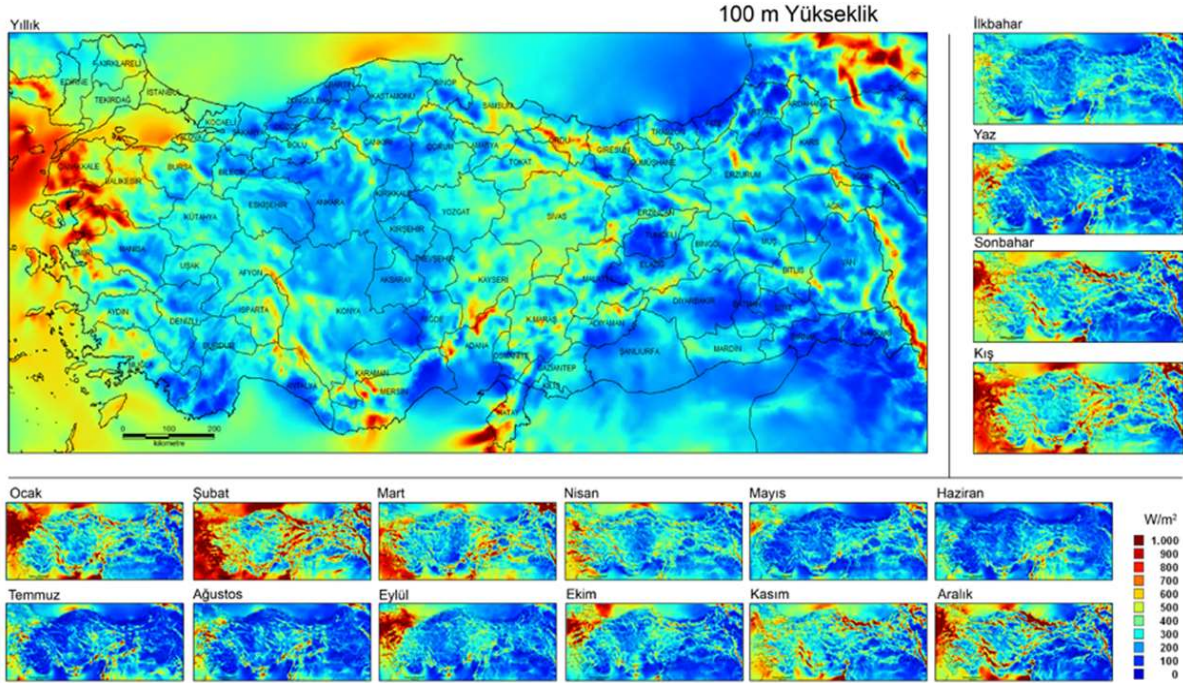 100 m Yükseklik
Yıllık
İlkbahar
Yaz
Sonbahar
Kış
KIRKLARELİ
EDİRNE
TEKİRDAĞ
İSTANBUL
KOCAELİ
ZONGULDAK
KASTAMONU
SİNOP
SAMSUN
ORDU
GİRESUN
TRABZON
GÜMÜŞHANE
ARDAHAN
KARS
ÇANAKKALE
BALIKESİR
BURSA
BİLECİK
BOLU
ÇANKIRI
ÇORUM
AMASYA
TOKAT
ERZURUM
AĞRI
KÜTAHYA
ESKİŞEHİR
ANKARA
KIRIKKALE
YOZGAT
SİVAS
ERZİNCAN
TUNCELİ
BİNGÖL
MUŞ
BİTLİS
VAN
MANİSA
UŞAK
AFYON
KIRŞEHİR
NEVŞEHİR
AKSARAY
KAYSERİ
ELAZIĞ
DİYARBAKIR
AYDIN
DENİZLİ
ISPARTA
BURDUR
KONYA
NİĞDE
ADANA
K.MARAŞ
ADIYAMAN
OSMANİYE
GAZİANTEP
ŞANLIURFA
MARDİN
KARAMAN
MERSİN
HATAY
0 100 200
kilometre
Ocak
Şubat
Mart
Nisan
Mayıs
Haziran
Temmuz
Ağustos
Eylül
Ekim
Kasım
Aralık
W/m²
1.000
900
800
700
600
500
400
300
200
100
0